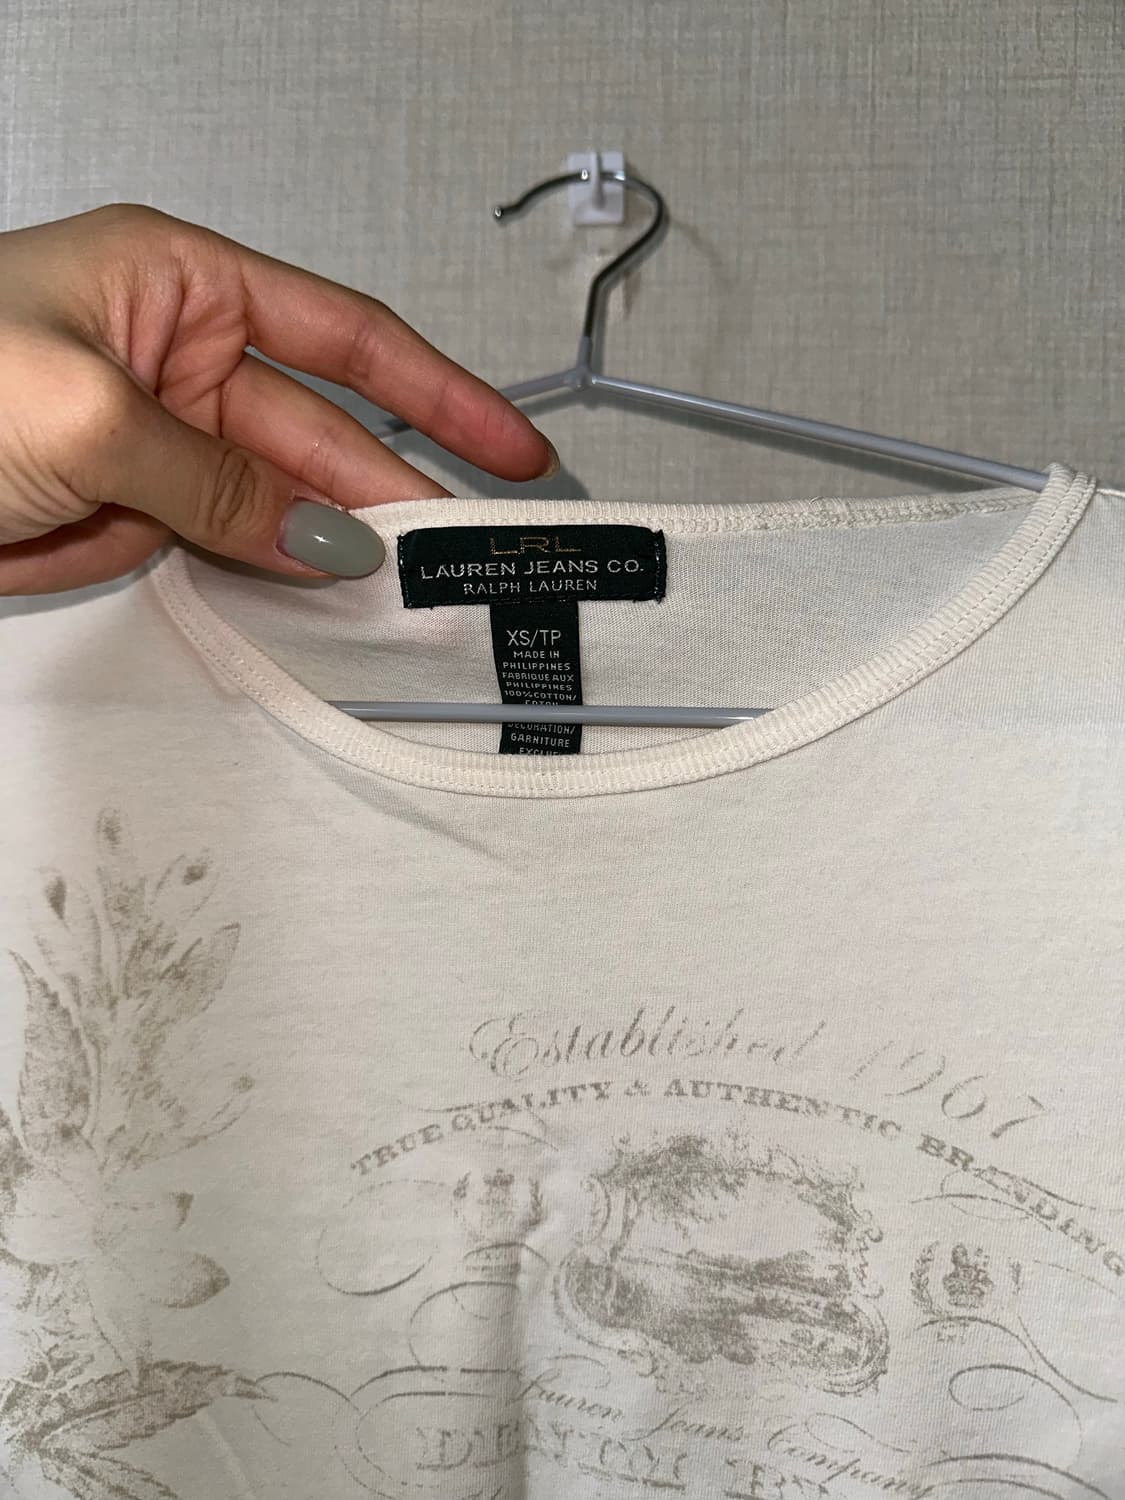 LRL
LAUREN JEANS CO.
RALPH LAUREN
XS/TP
MADE IN
PHILIPPINES
FABRIQUE AUX
PHILIPPINES
100% COTTON/
COTON
DECORATION/
GARNITURE
Established 1967
TRUE QUALITY & AUTHENTIC BRANDING
Lauren Jeans Company